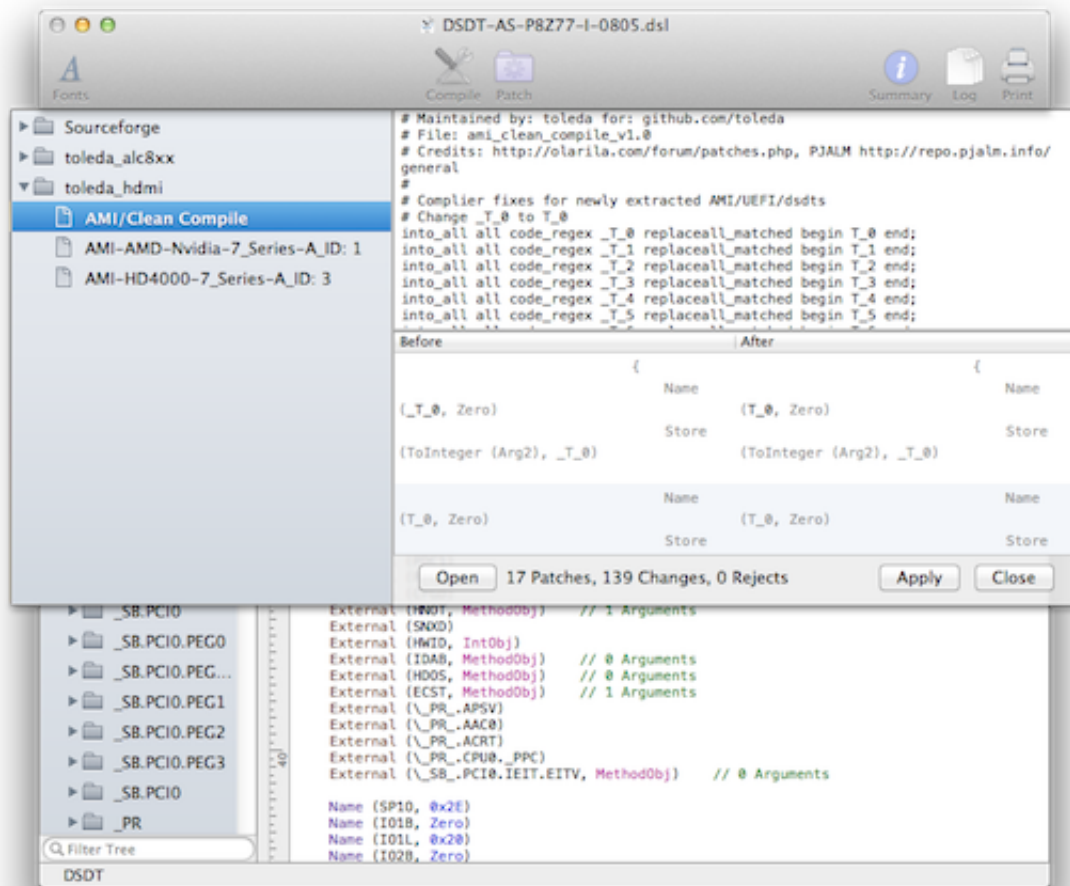 DSDT-AS-P8Z77-I-0805.dsl
Fonts
Compile
Patch
Summary
Log
Print
Sourceforge
toleda_alc8xx
toleda_hdmi
AMI/Clean Compile
AMI-AMD-Nvidia-7_Series-A_ID: 1
AMI-HD4000-7_Series-A_ID: 3
# Maintained by: toleda for: github.com/toleda
# File: ami_clean_compile_v1.0
# Credits: http://olarila.com/forum/patches.php, PJALM http://repo.pjalm.info/
general
#
# Complier fixes for newly extracted AMI/UEFI/dsdts
# Change _T_0 to T_0
into_all all code_regex _T_0 replaceall_matched begin T_0 end;
into_all all code_regex _T_1 replaceall_matched begin T_1 end;
into_all all code_regex _T_2 replaceall_matched begin T_2 end;
into_all all code_regex _T_3 replaceall_matched begin T_3 end;
into_all all code_regex _T_4 replaceall_matched begin T_4 end;
into_all all code_regex _T_5 replaceall_matched begin T_5 end;
Before After
{ {
Name Name
(_T_0, Zero) (T_0, Zero)
Store Store
(ToInteger (Arg2), _T_0) (ToInteger (Arg2), _T_0)
Name Name
(T_0, Zero) (T_0, Zero)
Store Store
Open 17 Patches, 139 Changes, 0 Rejects Apply Close
_SB.PCI0
_SB.PCI0.PEG0
_SB.PCI0.PEG...
_SB.PCI0.PEG1
_SB.PCI0.PEG2
_SB.PCI0.PEG3
_SB.PCI0
_PR
Filter Tree
DSDT
40
External (HNOT, MethodObj) // 1 Arguments
External (SNXD)
External (HWID, IntObj)
External (IDAB, MethodObj) // 0 Arguments
External (HDOS, MethodObj) // 0 Arguments
External (ECST, MethodObj) // 1 Arguments
External (\_PR_.APSV)
External (\_PR_.AAC0)
External (\_PR_.ACRT)
External (\_PR_.CPU0._PPC)
External (\_SB_.PCI0.IEIT.EITV, MethodObj) // 0 Arguments
Name (SP1O, 0x2E)
Name (IO1B, Zero)
Name (IO1L, 0x20)
Name (IO2B, Zero)